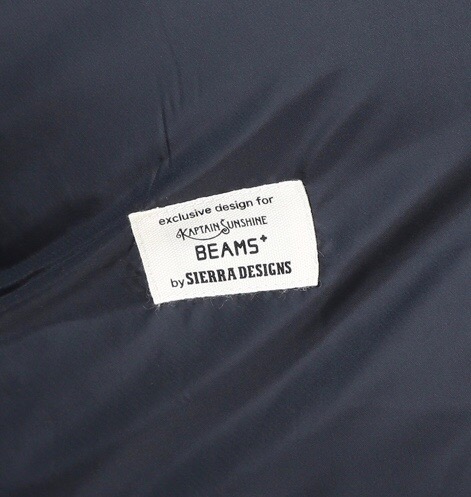 exclusive design for
KAPTAIN SUNSHINE
BEAMS+
by SIERRA DESIGNS